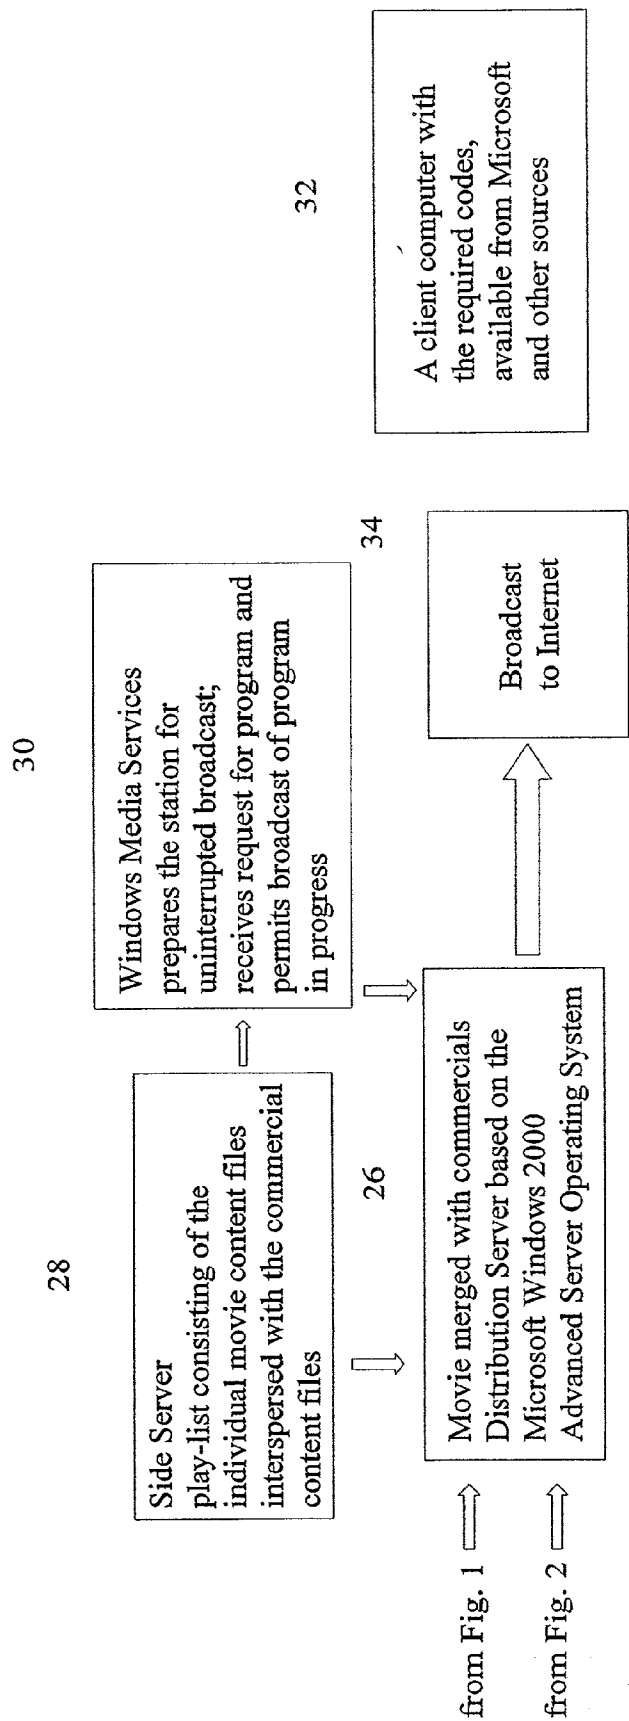 28
Side Server
play-list consisting of the
individual movie content files
interspersed with the commercial
content files
30
Windows Media Services
prepares the station for
uninterrupted broadcast;
receives request for program and
permits broadcast of program
in progress
26
Movie merged with commercials
Distribution Server based on the
Microsoft Windows 2000
Advanced Server Operating System
from Fig. 1
from Fig. 2
34
Broadcast
to Internet
32
A client computer with
the required codes,
available from Microsoft
and other sources